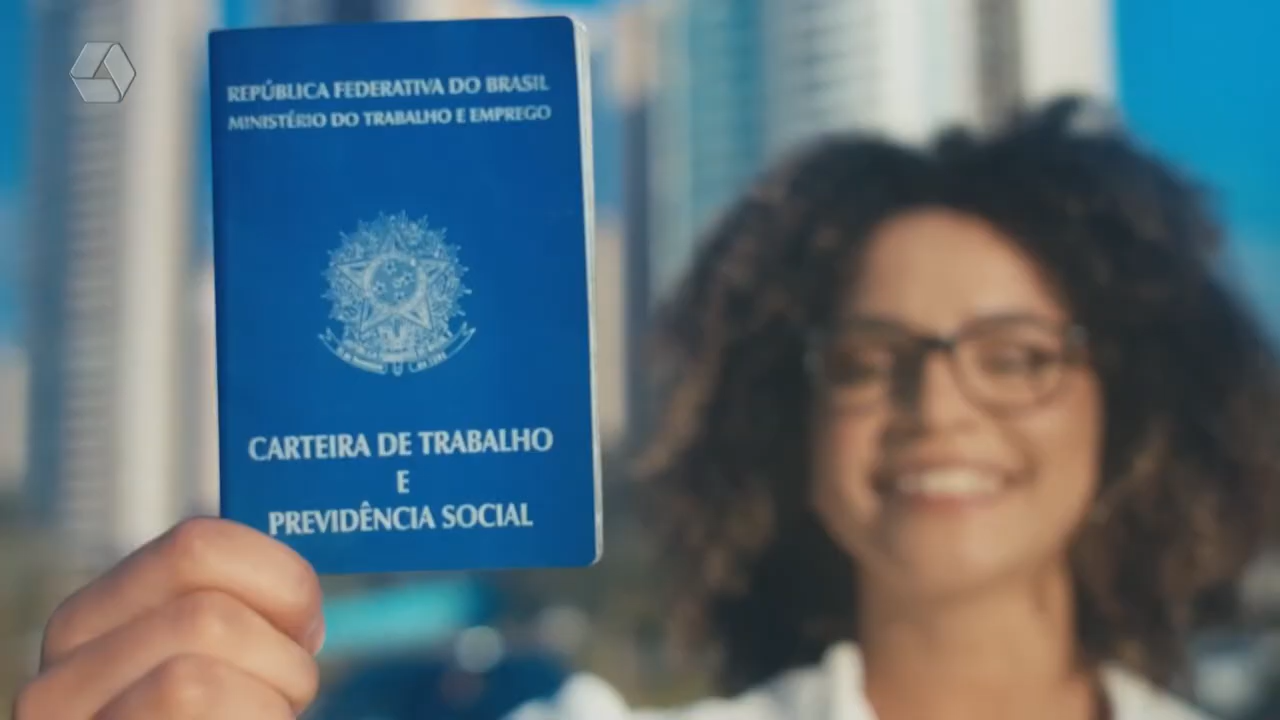 REPÚBLICA FEDERATIVA DO BRASIL
MINISTÉRIO DO TRABALHO E EMPREGO
CARTEIRA DE TRABALHO
E
PREVIDÊNCIA SOCIAL